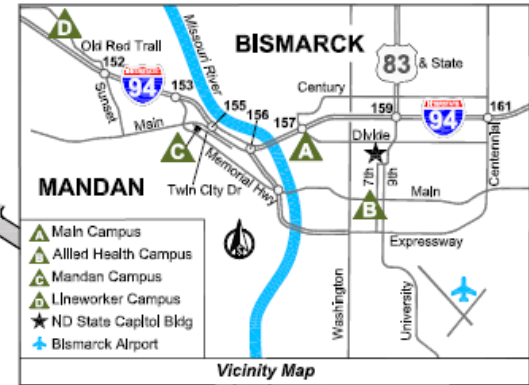 D
Old Red Trail
152
94
Sunset
Main
153
Missouri River
BISMARCK
83
& State
Century
155
156
157
159
161
94
Divide
Centennial
A
C
Twin City Dr
Memorial Hwy
MANDAN
7th
9th
B
Main
Expressway
Washington
University
A Main Campus
B Allied Health Campus
C Mandan Campus
D Lineworker Campus
ND State Capitol Bldg
Bismarck Airport
Vicinity Map